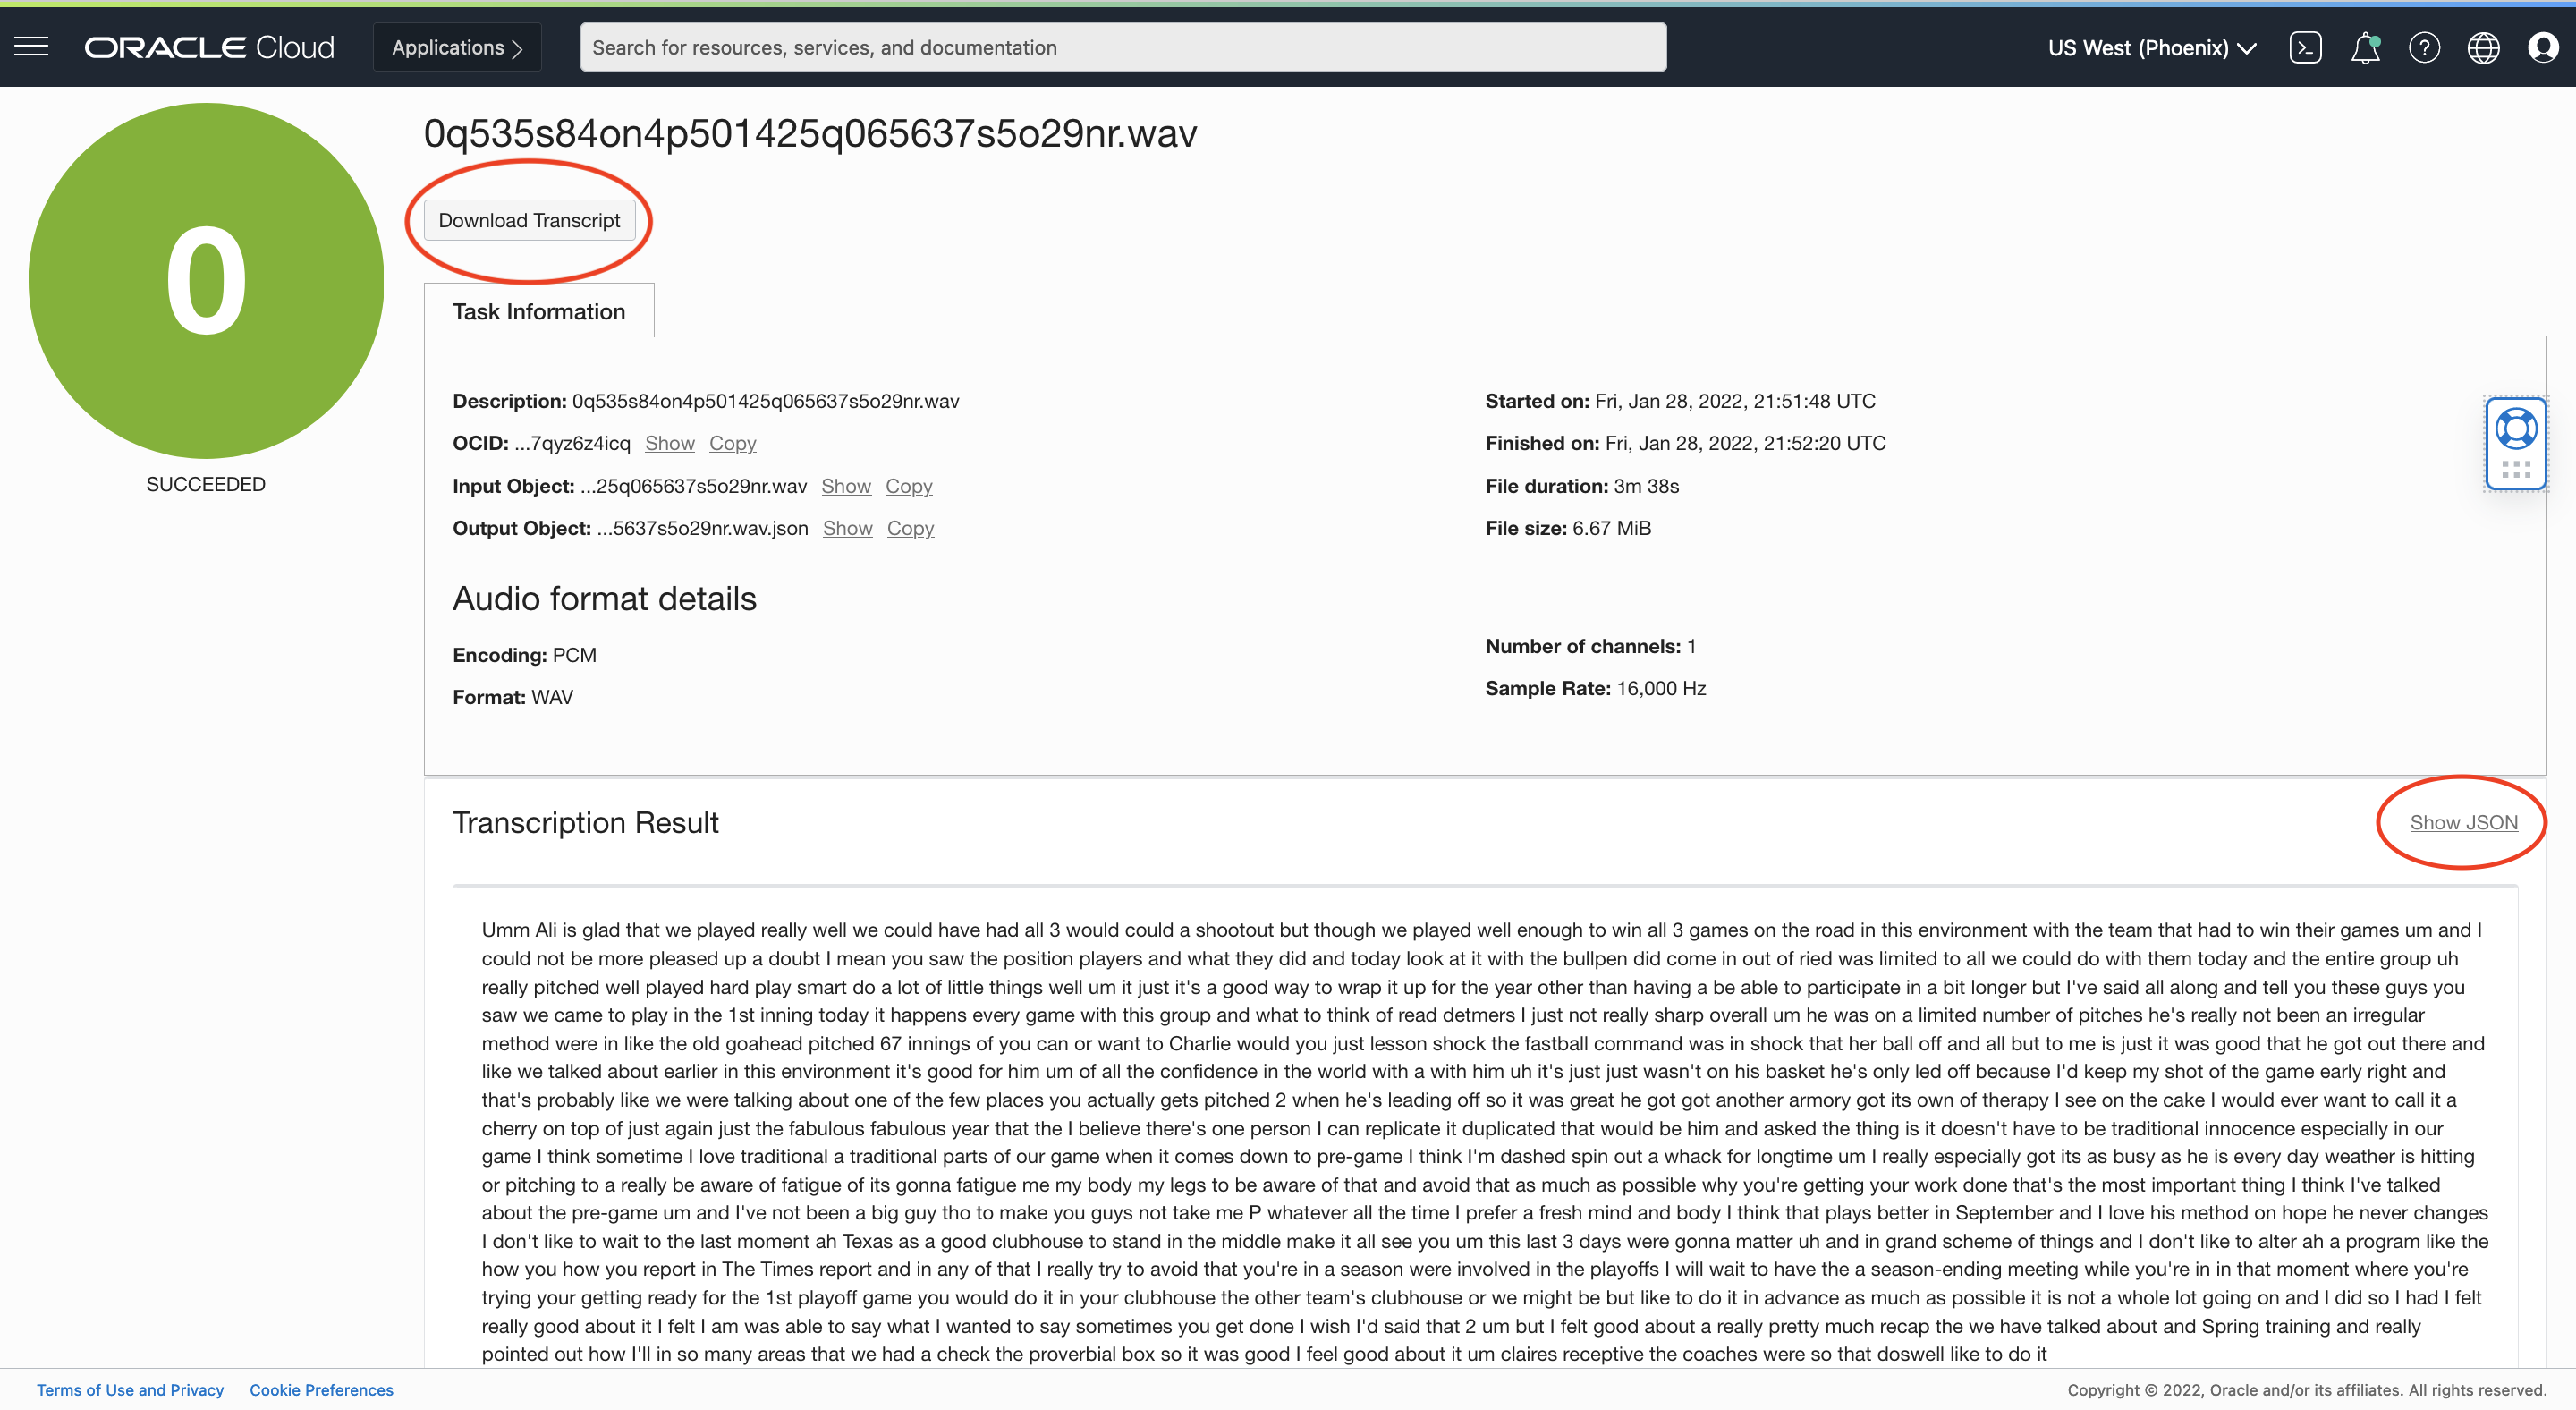 ORACLE Cloud
Applications
Search for resources, services, and documentation
US West (Phoenix)
0
SUCCEEDED
0q535s84on4p501425q065637s5o29nr.wav
Download Transcript
Task Information
Description: 0q535s84on4p501425q065637s5o29nr.wav
OCID: ...7qyz6z4icq Show Copy
Input Object: ...25q065637s5o29nr.wav Show Copy
Output Object: ...5637s5o29nr.wav.json Show Copy
Started on: Fri, Jan 28, 2022, 21:51:48 UTC
Finished on: Fri, Jan 28, 2022, 21:52:20 UTC
File duration: 3m 38s
File size: 6.67 MiB
Audio format details
Encoding: PCM
Format: WAV
Number of channels: 1
Sample Rate: 16,000 Hz
Transcription Result
Show JSON
Umm Ali is glad that we played really well we could have had all 3 would could a shootout but though we played well enough to win all 3 games on the road in this environment with the team that had to win their games um and I
could not be more pleased up a doubt I mean you saw the position players and what they did and today look at it with the bullpen did come in out of ried was limited to all we could do with them today and the entire group uh
really pitched well played hard play smart do a lot of little things well um it just it's a good way to wrap it up for the year other than having a be able to participate in a bit longer but I've said all along and tell you these guys you
saw we came to play in the 1st inning today it happens every game with this group and what to think of read detmers I just not really sharp overall um he was on a limited number of pitches he's really not been an irregular
method were in like the old goahead pitched 67 innings of you can or want to Charlie would you just lesson shock the fastball command was in shock that her ball off and all but to me is just it was good that he got out there and
like we talked about earlier in this environment it's good for him um of all the confidence in the world with a with him uh it's just just wasn't on his basket he's only led off because I'd keep my shot of the game early right and
that's probably like we were talking about one of the few places you actually gets pitched 2 when he's leading off so it was great he got got another armory got its own of therapy I see on the cake I would ever want to call it a
cherry on top of just again just the fabulous fabulous year that the I believe there's one person I can replicate it duplicated that would be him and asked the thing is it doesn't have to be traditional innocence especially in our
game I think sometime I love traditional a traditional parts of our game when it comes down to pre-game I think I'm dashed spin out a whack for longtime um I really especially got its as busy as he is every day weather is hitting
or pitching to a really be aware of fatigue of its gonna fatigue me my body my legs to be aware of that and avoid that as much as possible why you're getting your work done that's the most important thing I think I've talked
about the pre-game um and I've not been a big guy tho to make you guys not take me P whatever all the time I prefer a fresh mind and body I think that plays better in September and I love his method on hope he never changes
I don't like to wait to the last moment ah Texas as a good clubhouse to stand in the middle make it all see you um this last 3 days were gonna matter uh and in grand scheme of things and I don't like to alter ah a program like the
how you how you report in The Times report and in any of that I really try to avoid that you're in a season were involved in the playoffs I will wait to have the a season-ending meeting while you're in in that moment where you're
trying your getting ready for the 1st playoff game you would do it in your clubhouse the other team's clubhouse or we might be but like to do it in advance as much as possible it is not a whole lot going on and I did so I had I felt
really good about it I felt I am was able to say what I wanted to say sometimes you get done I wish I'd said that 2 um but I felt good about a really pretty much recap the we have talked about and Spring training and really
pointed out how I'll in so many areas that we had a check the proverbial box so it was good I feel good about it um claires receptive the coaches were so that doswell like to do it
Terms of Use and Privacy
Cookie Preferences
Copyright © 2022, Oracle and/or its affiliates. All rights reserved.